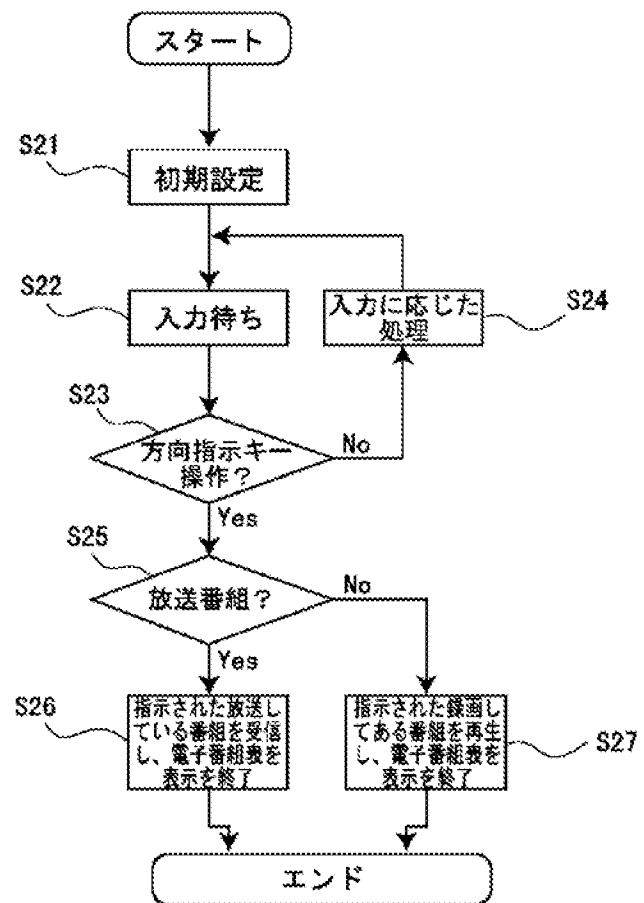 スタート
S21
初期設定
S22
入力待ち
入力に応じた
処理
S24
S23
方向指示キー
操作？
No
Yes
S25
放送番組？
No
Yes
S26
指示された放送し
ている番組を受信
し、電子番組表を
表示を終了
指示された録画し
てある番組を再生
し、電子番組表を
表示を終了
S27
エンド